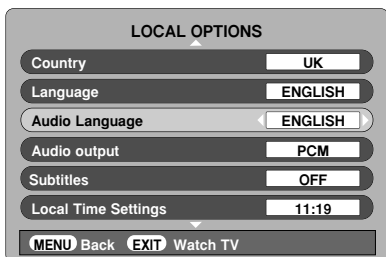 LOCAL OPTIONS
Country UK
Language ENGLISH
Audio Language ENGLISH
Audio output PCM
Subtitles OFF
Local Time Settings 11:19
MENU Back EXIT Watch TV